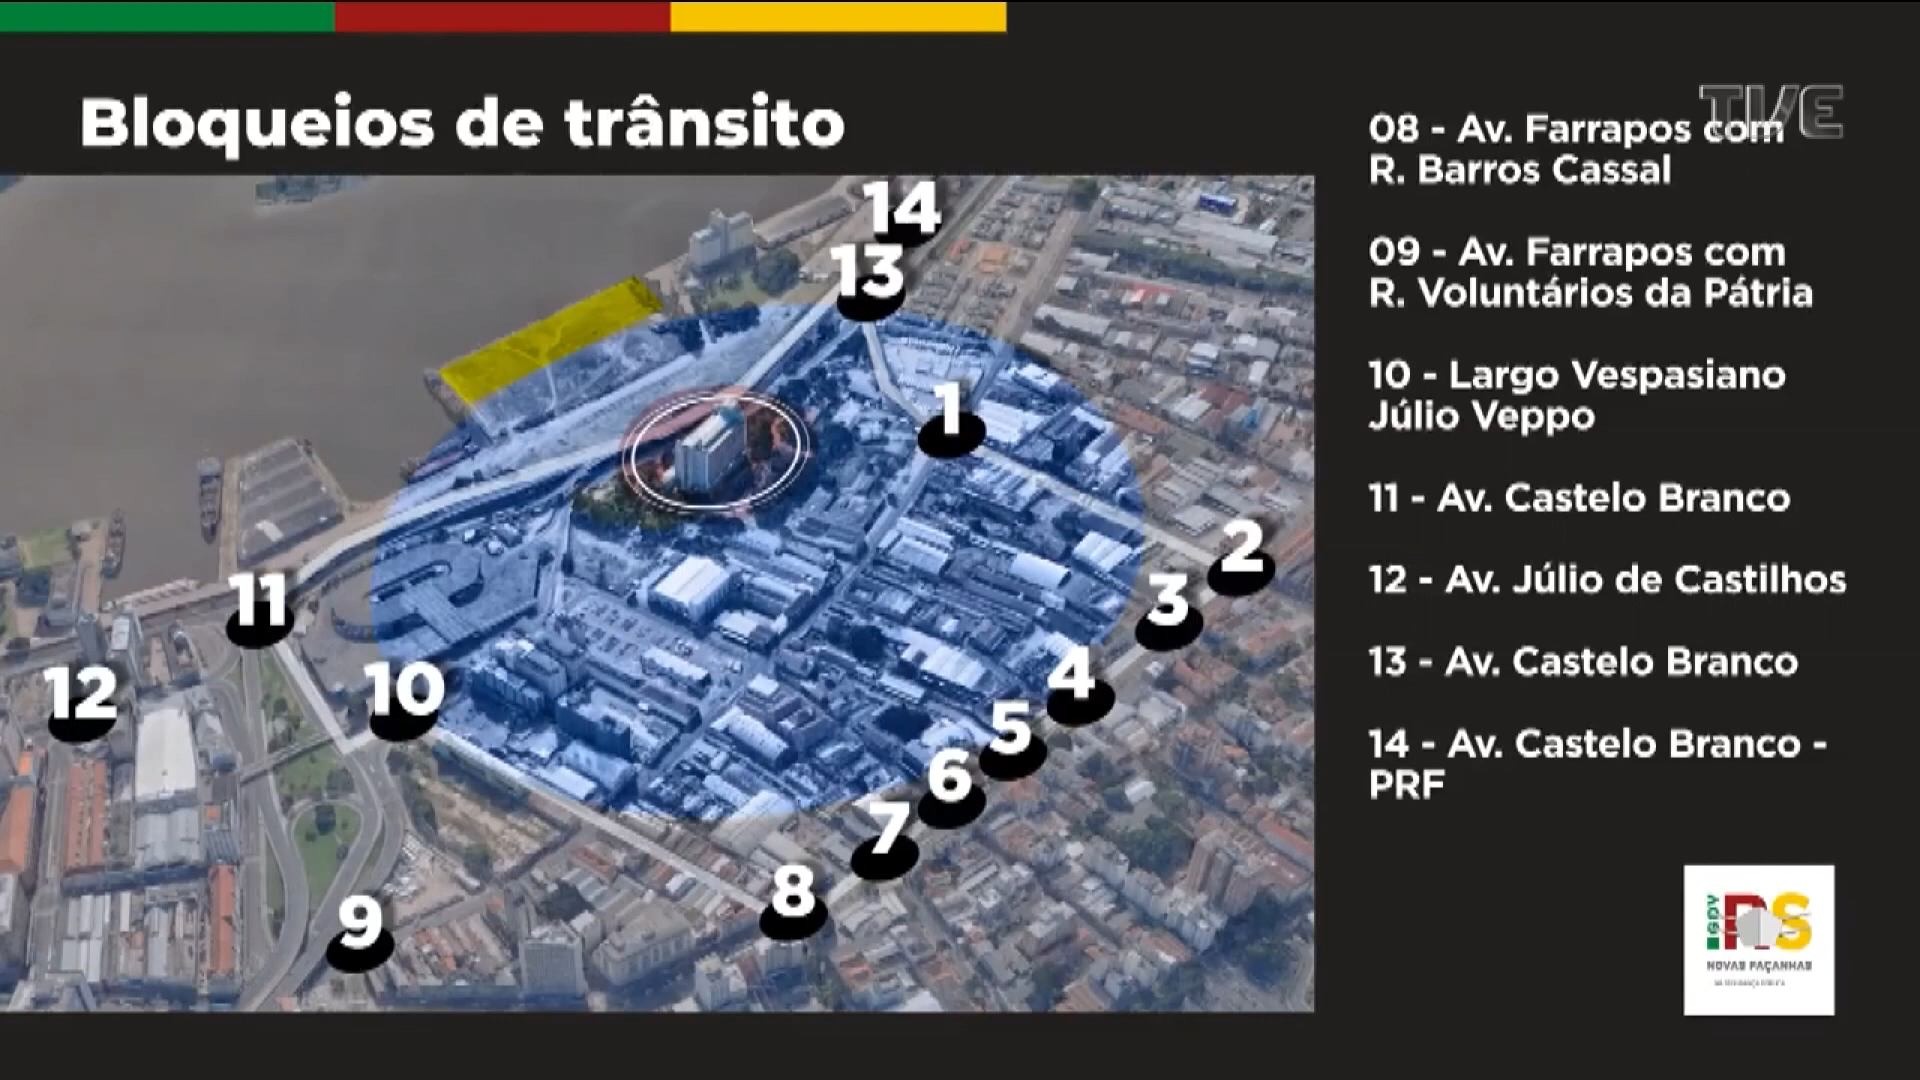 Bloqueios de trânsito
TVE
08 - Av. Farrapos com
R. Barros Cassal
09 - Av. Farrapos com
R. Voluntários da Pátria
10 - Largo Vespasiano
Júlio Veppo
11 - Av. Castelo Branco
12 - Av. Júlio de Castilhos
13 - Av. Castelo Branco
14 - Av. Castelo Branco -
PRF
14
13
1
2
3
11
4
10
12
5
6
7
8
9
GOV
RS
NOVAS FAÇANHAS